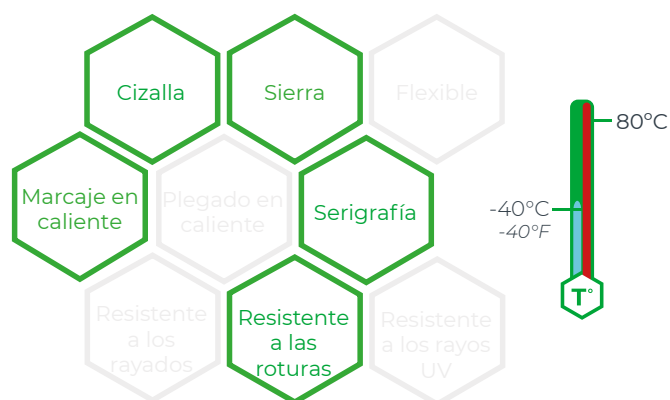 Cizalla
Sierra
Flexible
80°C
Marcaje en
caliente
Plegado en
caliente
Serigrafía
-40°C
-40°F
Resistente
a los
rayados
Resistente
a las
roturas
Resistente
a los rayos
UV
T°